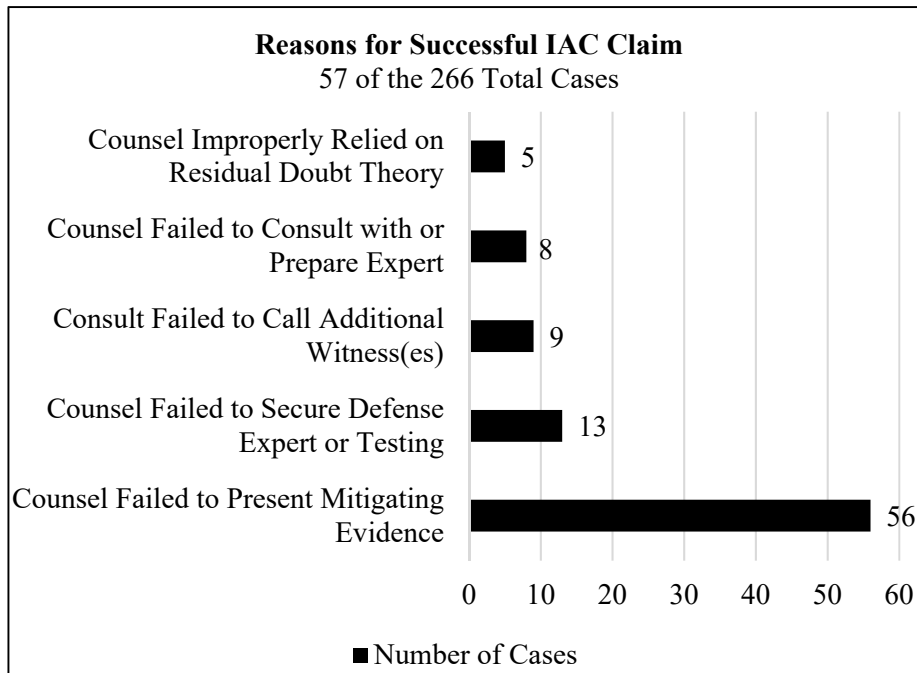 Reasons for Successful IAC Claim
57 of the 266 Total Cases
Counsel Improperly Relied on
Residual Doubt Theory
5
Counsel Failed to Consult with or
Prepare Expert
8
Consult Failed to Call Additional
Witness(es)
9
Counsel Failed to Secure Defense
Expert or Testing
13
Counsel Failed to Present Mitigating
Evidence
56
0 10 20 30 40 50 60
Number of Cases